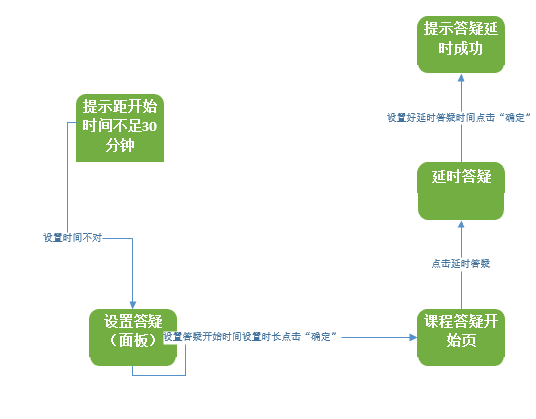 提示答疑延
时成功
提示距开始
时间不足30
分钟
设置好延时答疑时间点击“确定”
延时答疑
设置时间不对
点击延时答疑
设置答疑
（面板）
设置答疑开始时间设置时长点击“确定”
课程答疑开
始页